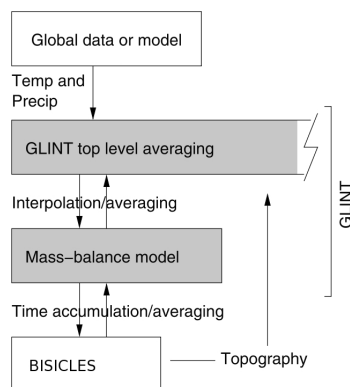 Global data or model
Temp and
Precip
GLINT top level averaging
Interpolation/averaging
Mass−balance model
Time accumulation/averaging
BISICLES
Topography
GLINT